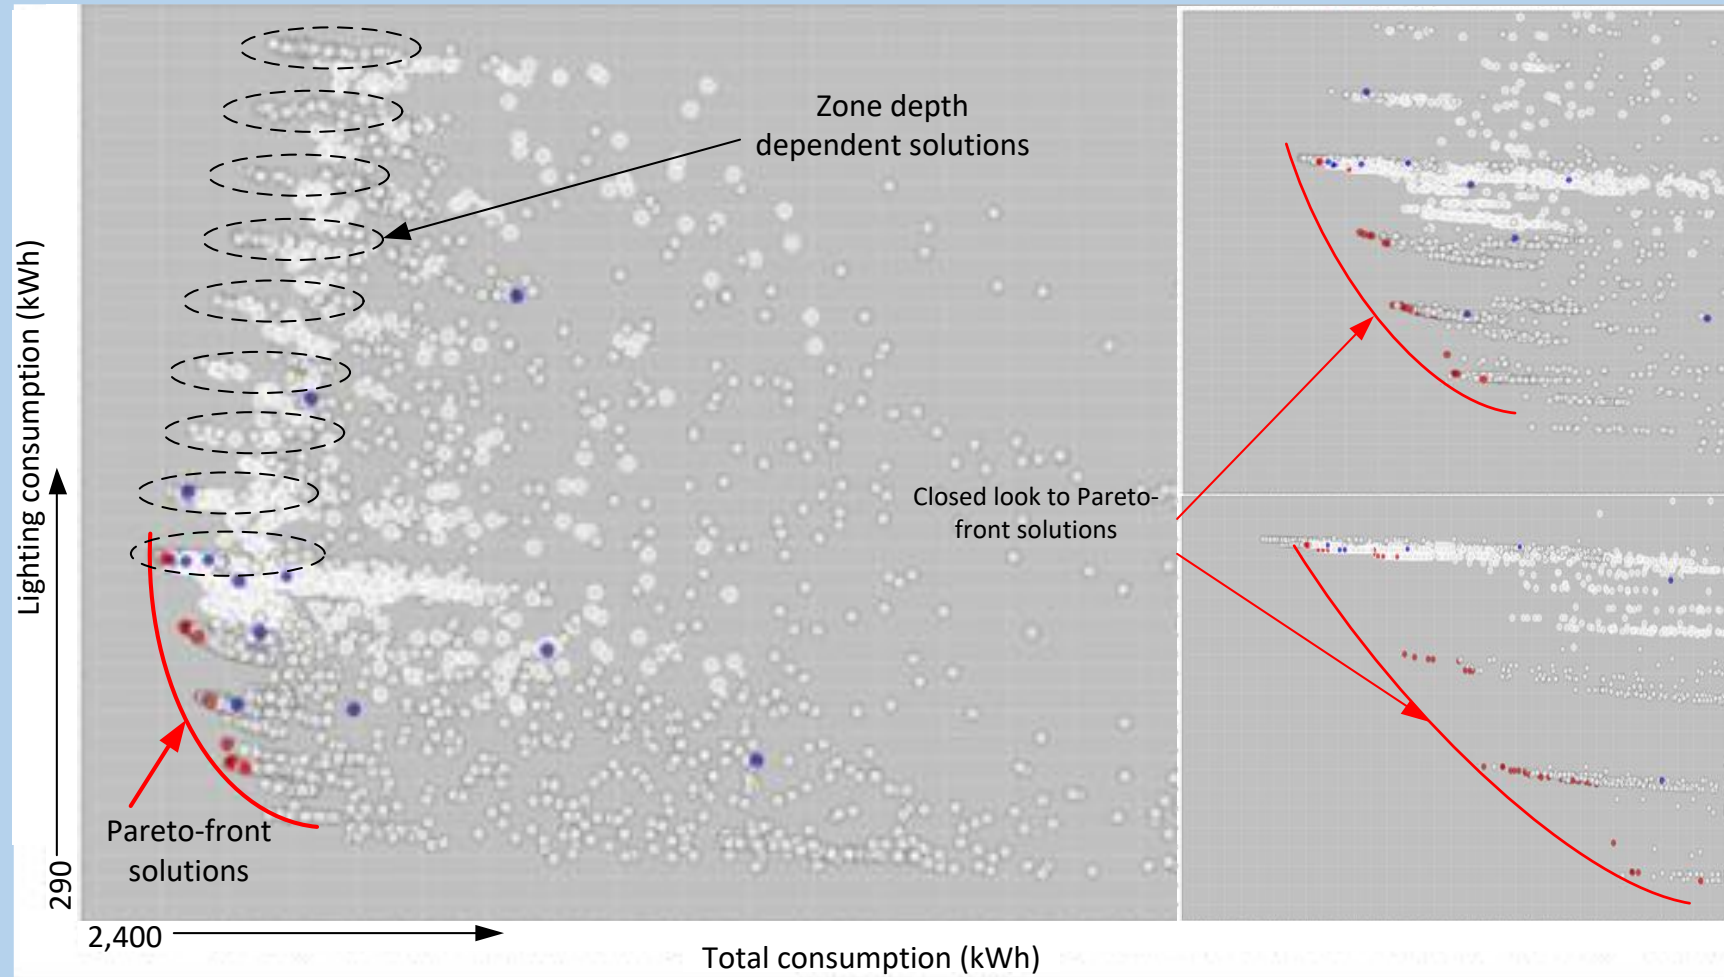 Zone depth
dependent solutions
Lighting consumption (kWh)
Closed look to Pareto-
front solutions
Pareto-front
solutions
290
2,400
Total consumption (kWh)